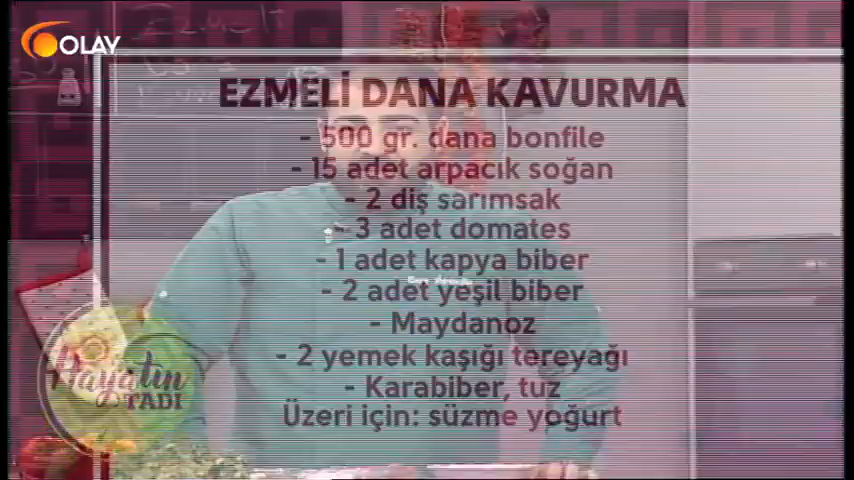 OLAY
EZMELİ DANA KAVURMA
- 500 gr. dana bonfile
- 15 adet arpacık soğan
- 2 diş sarımsak
- 3 adet domates
- 1 adet kapya biber
- 2 adet yeşil biber
- Maydanoz
- 2 yemek kaşığı tereyağı
- Karabiber, tuz
Üzeri için: süzme yoğurt
Hayatın
TADI